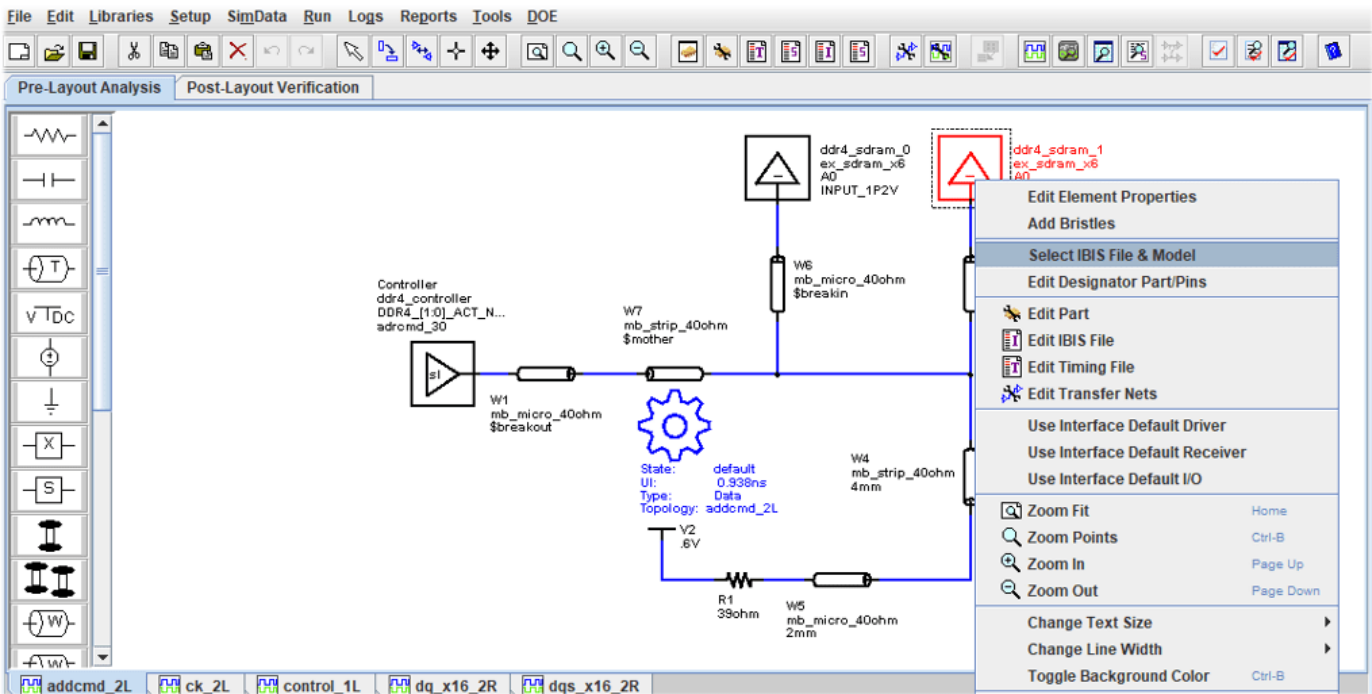 File Edit Libraries Setup SimData Run Logs Reports Tools DOE
Pre-Layout Analysis Post-Layout Verification
T
V T DC
X
S
W
W
Controller
ddr4_controller
DDR4_[1:0]_ACT_N...
adrcmd_30
sI
W1
mb_micro_40ohm
$breakout
W7
mb_strip_40ohm
$mother
State: default
UI: 0.938ns
Type: Data
Topology: addcmd_2L
V2
.6V
R1
39ohm
W5
mb_micro_40ohm
2mm
ddr4_sdram_0
ex_sdram_x6
A0
INPUT_1P2V
W6
mb_micro_40ohm
$breakin
W4
mb_strip_40ohm
4mm
ddr4_sdram_1
ex_sdram_x6
A0
Edit Element Properties
Add Bristles
Select IBIS File & Model
Edit Designator Part/Pins
Edit Part
Edit IBIS File
Edit Timing File
Edit Transfer Nets
Use Interface Default Driver
Use Interface Default Receiver
Use Interface Default I/O
Zoom Fit Home
Zoom Points Ctrl-B
Zoom In Page Up
Zoom Out Page Down
Change Text Size
Change Line Width
Toggle Background Color Ctrl-B
addcmd_2L ck_2L control_1L dq_x16_2R dqs_x16_2R